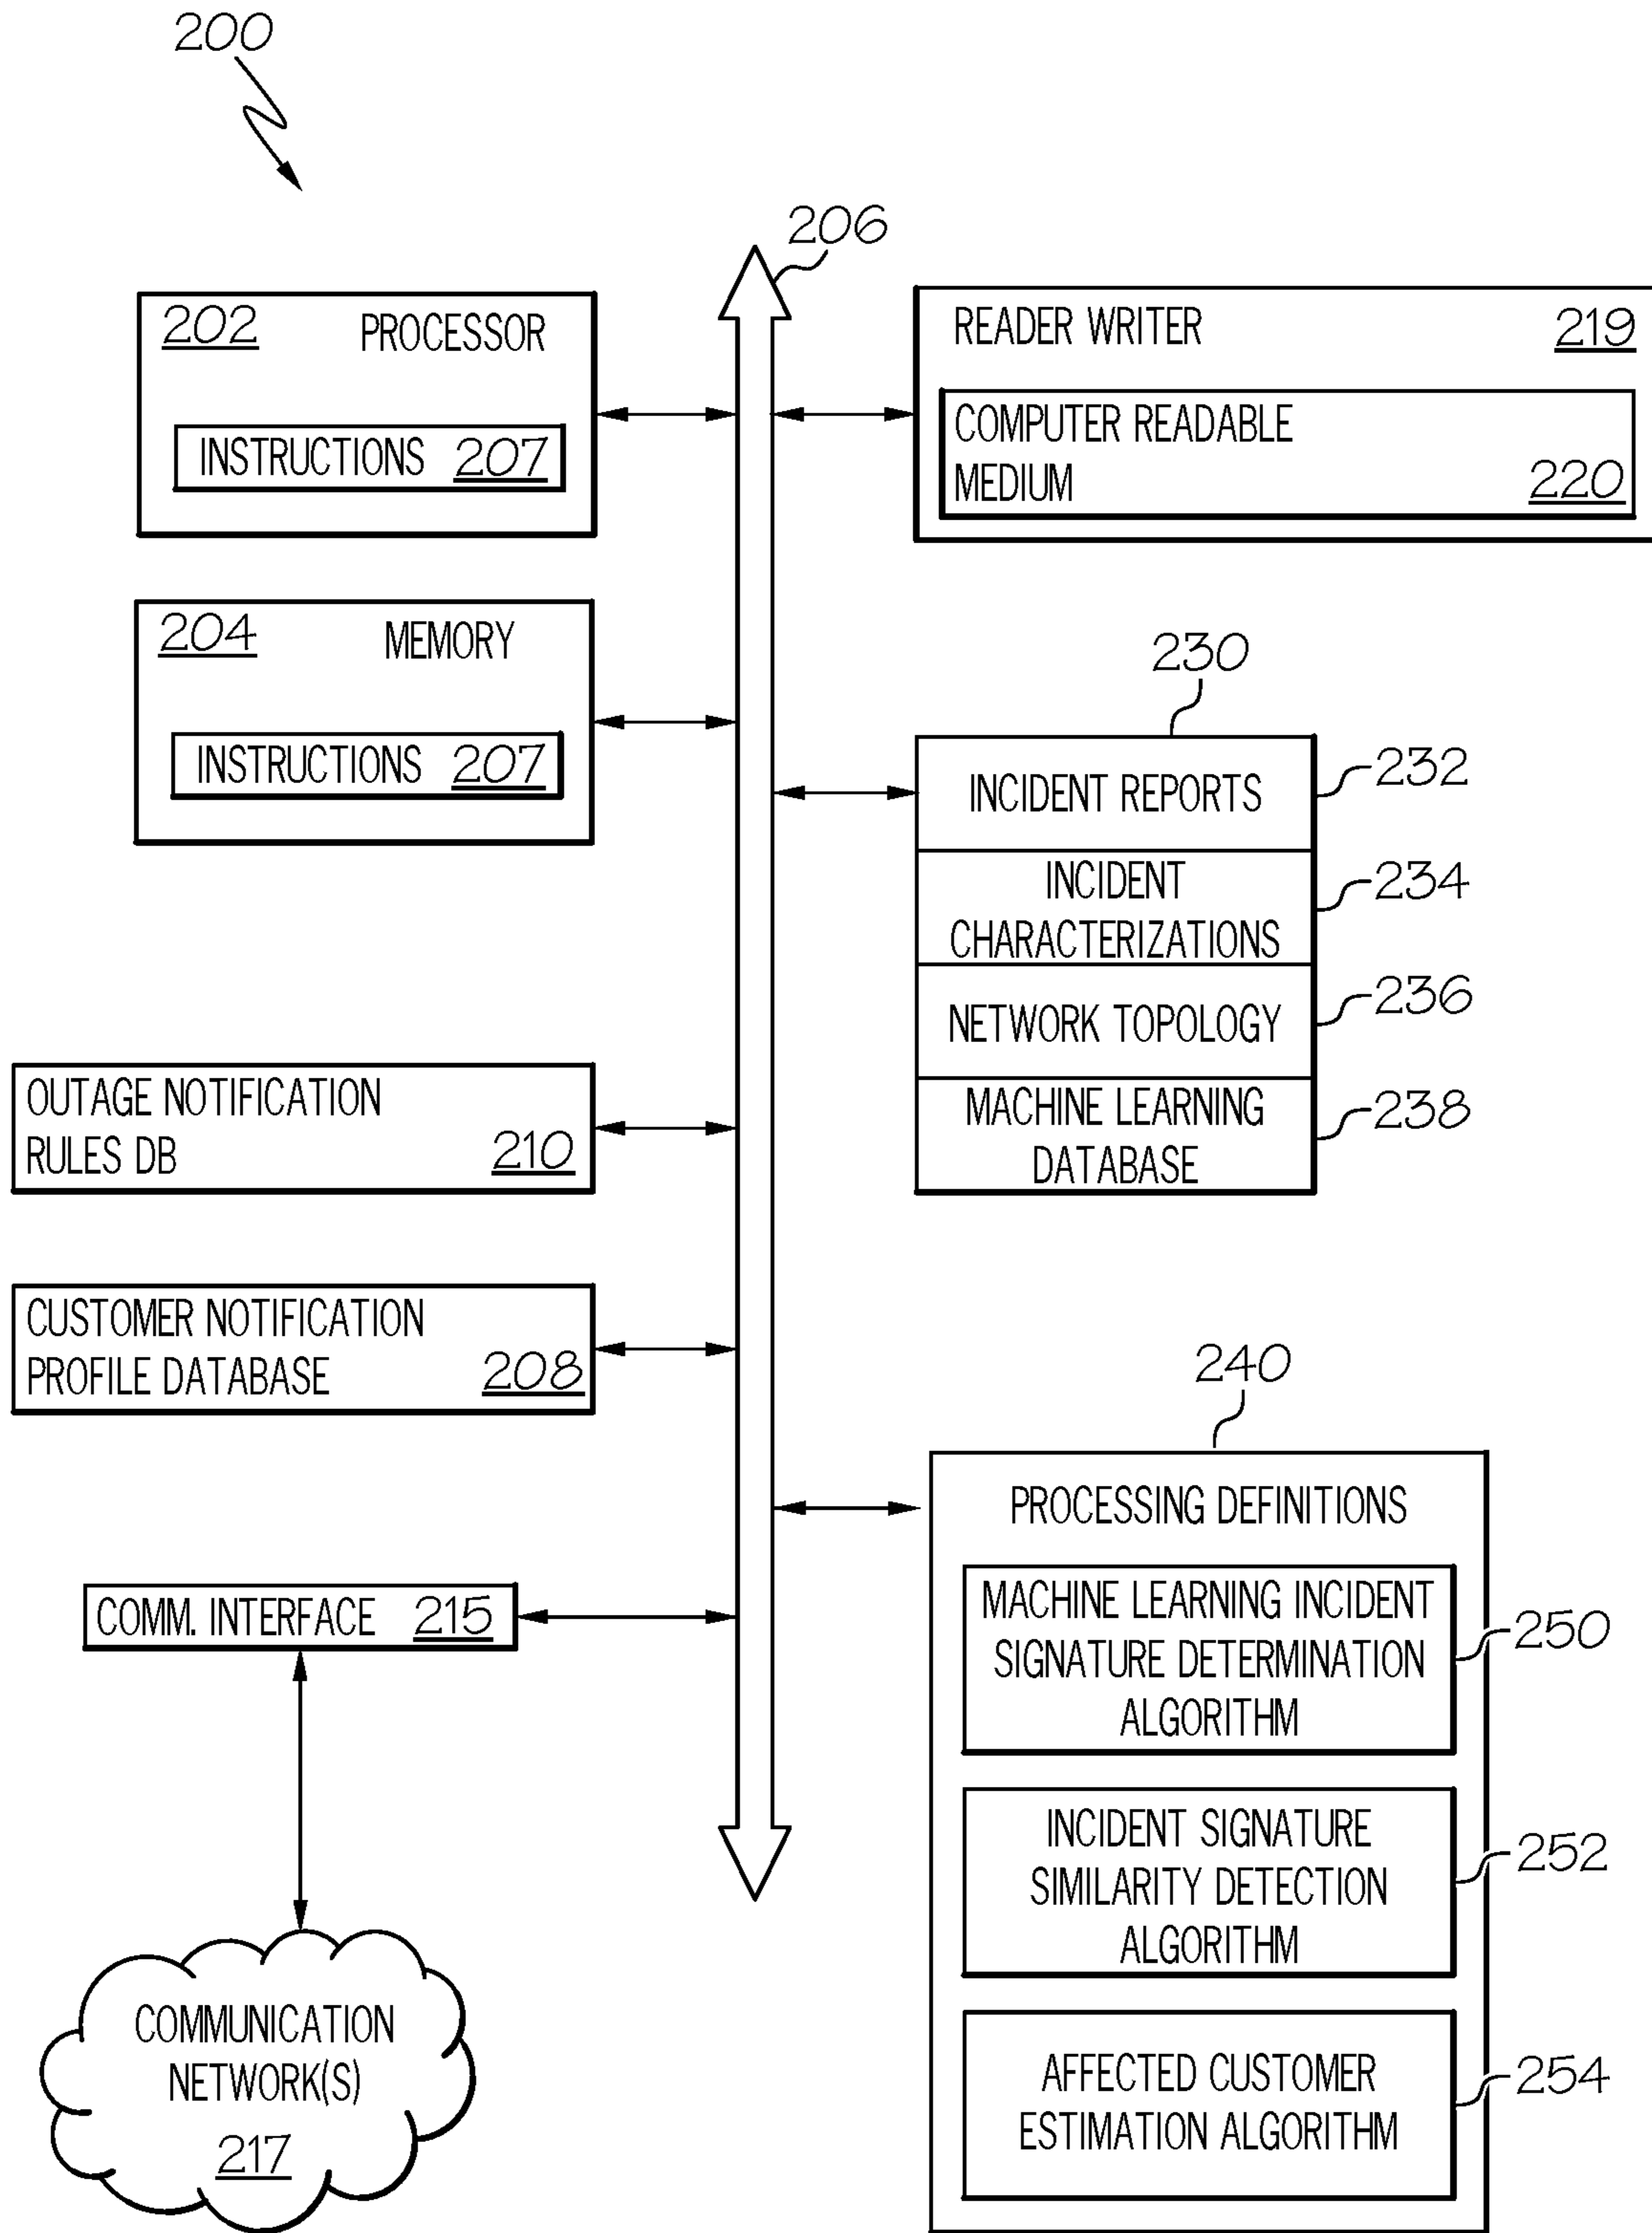 200
206
202 PROCESSOR
INSTRUCTIONS 207
READER WRITER 219
COMPUTER READABLE
MEDIUM 220
204 MEMORY
INSTRUCTIONS 207
230
INCIDENT REPORTS 232
INCIDENT
CHARACTERIZATIONS
234
NETWORK TOPOLOGY 236
MACHINE LEARNING
DATABASE
238
OUTAGE NOTIFICATION
RULES DB 210
CUSTOMER NOTIFICATION
PROFILE DATABASE 208
COMM. INTERFACE 215
COMMUNICATION
NETWORK(S)
217
240
PROCESSING DEFINITIONS
MACHINE LEARNING INCIDENT
SIGNATURE DETERMINATION
ALGORITHM
250
INCIDENT SIGNATURE
SIMILARITY DETECTION
ALGORITHM
252
AFFECTED CUSTOMER
ESTIMATION ALGORITHM
254